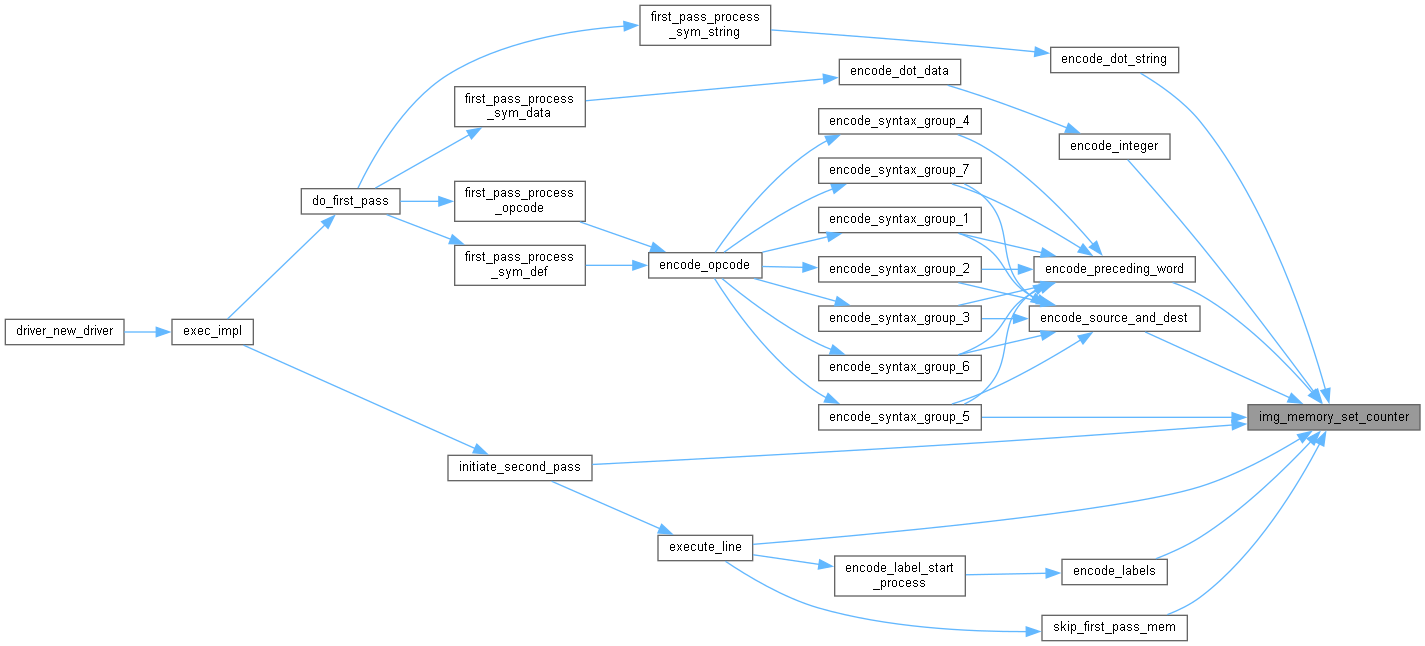 first_pass_process
_sym_string
encode_dot_string
encode_dot_data
first_pass_process
_sym_data
encode_syntax_group_4
encode_integer
encode_syntax_group_7
first_pass_process
_opcode
do_first_pass
encode_syntax_group_1
first_pass_process
_sym_def
encode_opcode
encode_syntax_group_2
encode_preceding_word
driver_new_driver
exec_impl
encode_syntax_group_3
encode_source_and_dest
encode_syntax_group_6
encode_syntax_group_5
img_memory_set_counter
initiate_second_pass
execute_line
encode_label_start
_process
encode_labels
skip_first_pass_mem